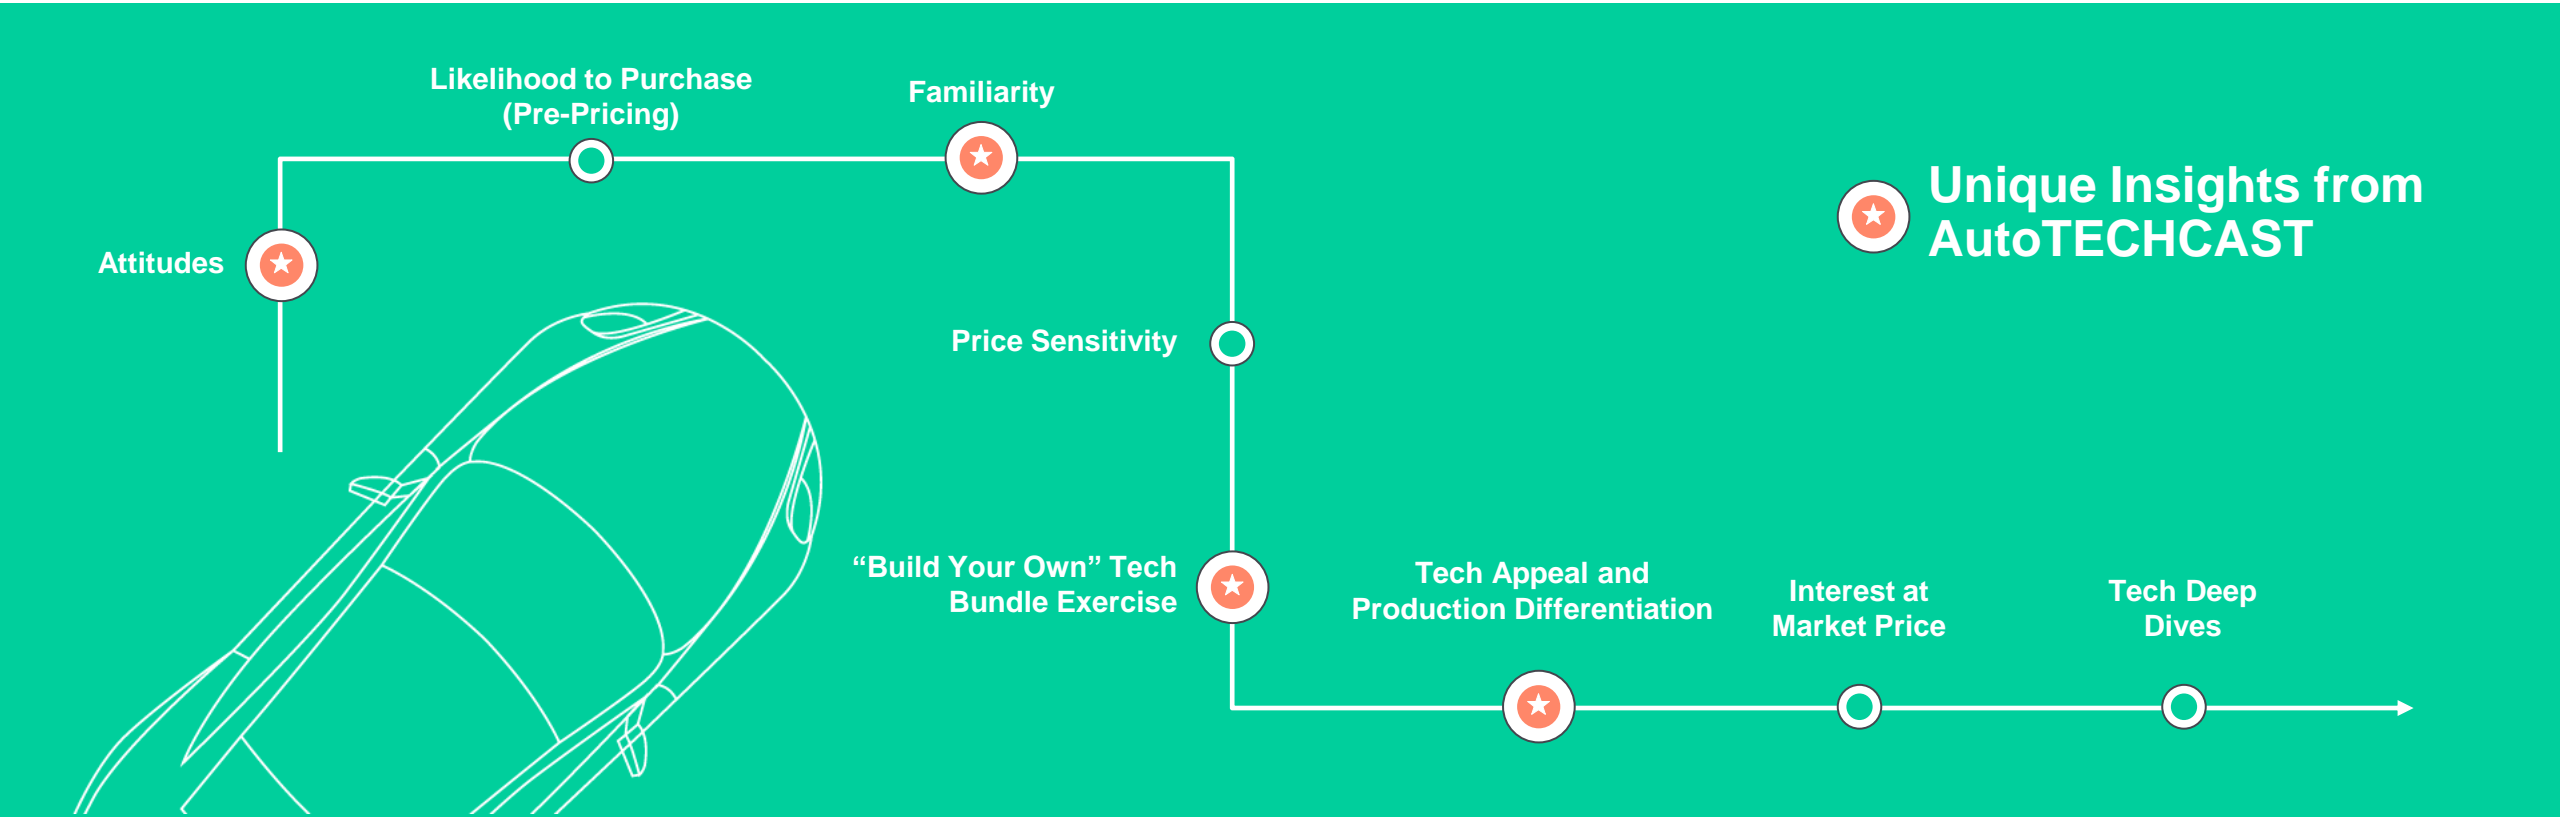 Likelihood to Purchase
(Pre-Pricing)
Familiarity
Unique Insights from
AutoTECHCAST
Attitudes
Price Sensitivity
“Build Your Own” Tech
Bundle Exercise
Tech Appeal and
Production Differentiation
Interest at
Market Price
Tech Deep
Dives